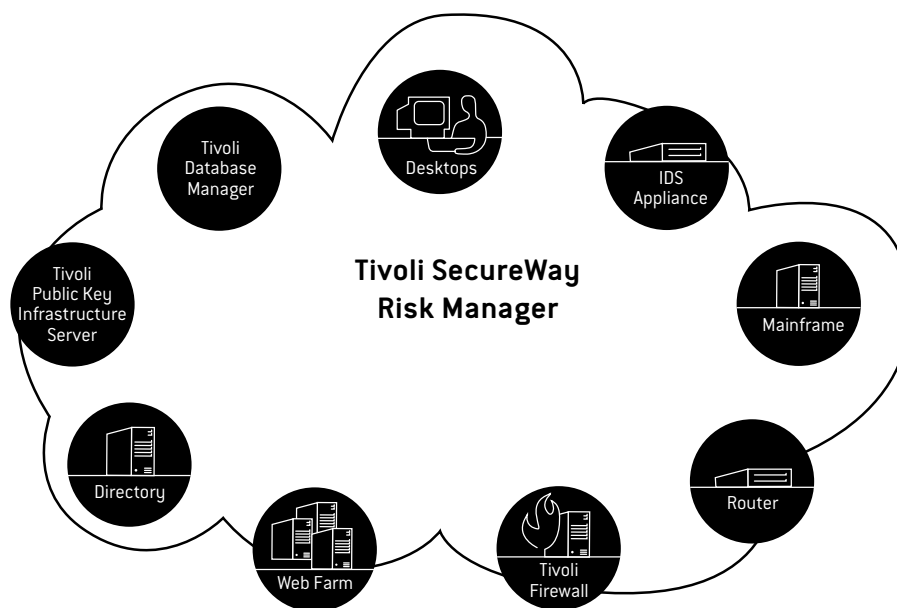 Desktops
Tivoli
Database
Manager
IDS
Appliance
Tivoli SecureWay
Risk Manager
Tivoli
Public Key
Infrastructure
Server
Mainframe
Directory
Router
Web Farm
Tivoli
Firewall